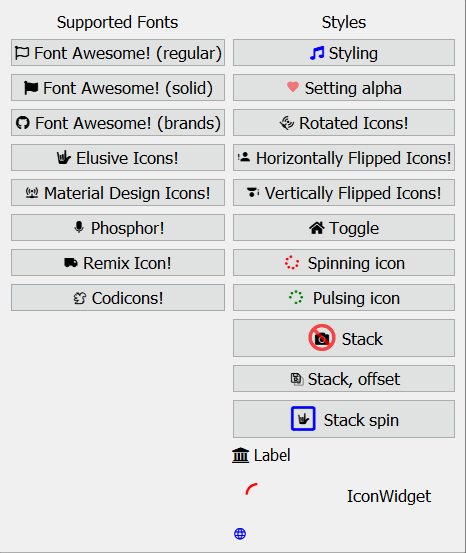 Supported Fonts
Font Awesome! (regular)
Font Awesome! (solid)
Font Awesome! (brands)
Elusive Icons!
Material Design Icons!
Phosphor!
Remix Icon!
Codicons!
Styles
Styling
Setting alpha
Rotated Icons!
Horizontally Flipped Icons!
Vertically Flipped Icons!
Toggle
Spinning icon
Pulsing icon
Stack
Stack, offset
Stack spin
Label
IconWidget